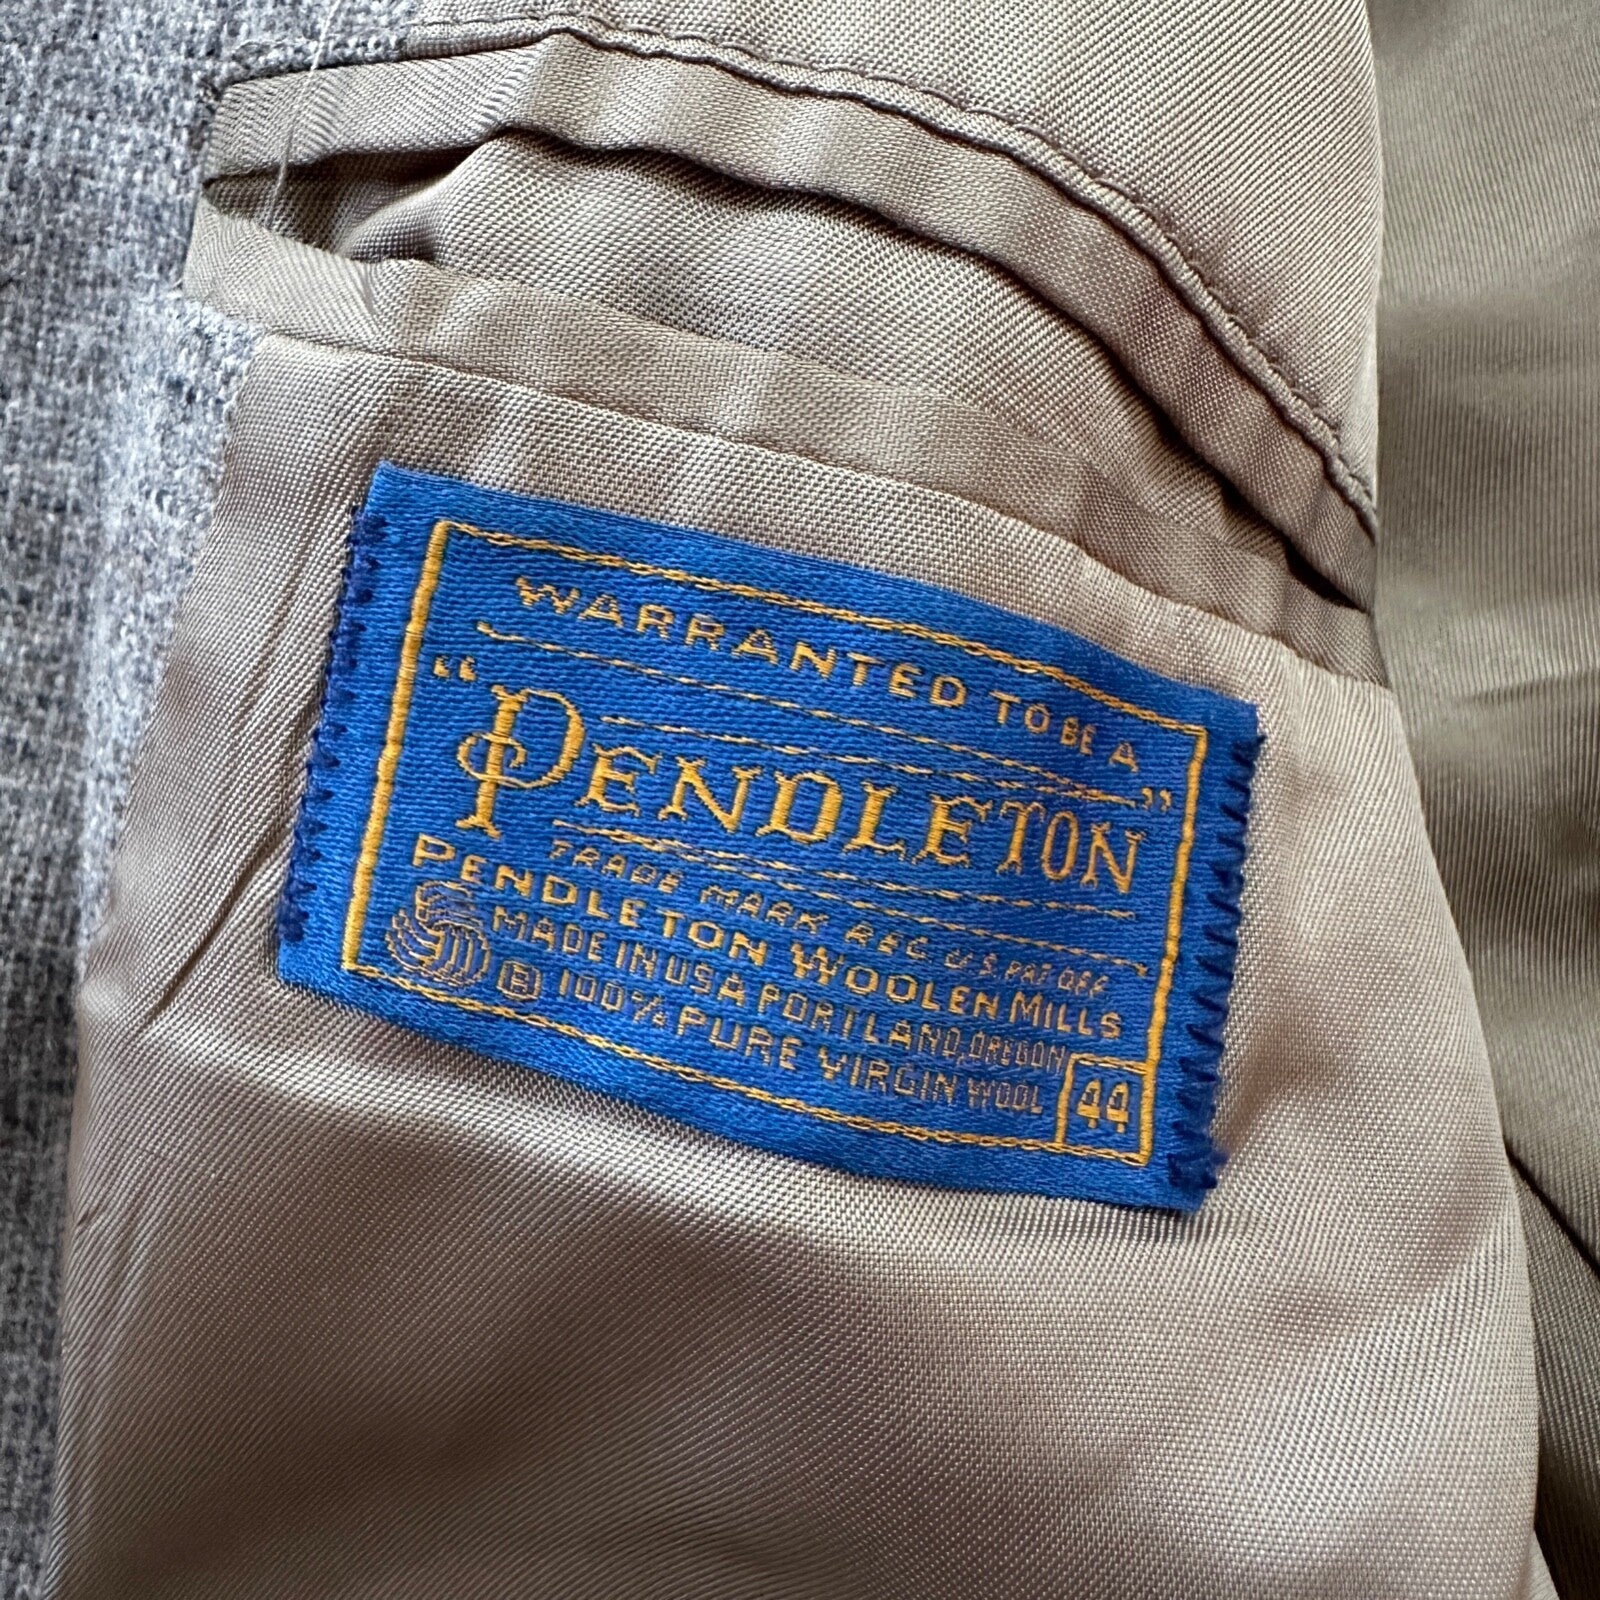 WARRANTED TO BE A
"PENDLETON"
TRADE MARK REG U.S. PAT OFF.
PENDLETON WOOLEN MILLS
MADE IN USA PORTLAND, OREGON
® 100% PURE VIRGIN WOOL
44